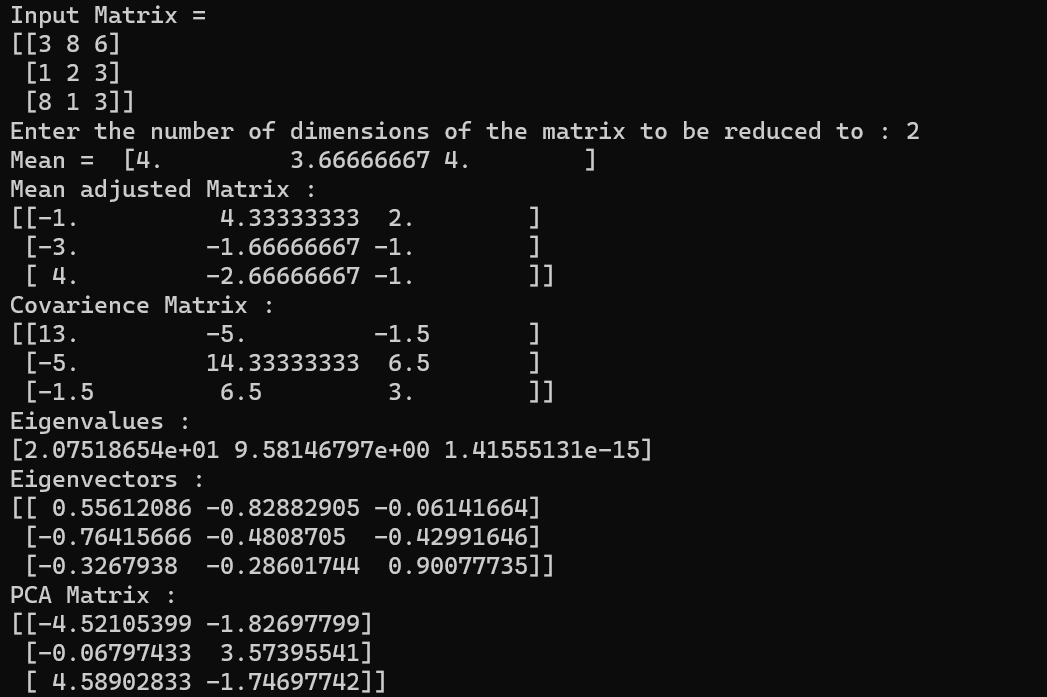 Input Matrix =
[[3 8 6]
 [1 2 3]
 [8 1 3]]
Enter the number of dimensions of the matrix to be reduced to : 2
Mean =  [4.         3.66666667 4.        ]
Mean adjusted Matrix :
[[-1.          4.33333333  2.        ]
 [-3.         -1.66666667 -1.        ]
 [ 4.         -2.66666667 -1.        ]]
Covarience Matrix :
[[13.         -5.         -1.5       ]
 [-5.         14.33333333  6.5       ]
 [-1.5         6.5         3.        ]]
Eigenvalues :
[2.07518654e+01 9.58146797e+00 1.41555131e-15]
Eigenvectors :
[[ 0.55612086 -0.82882905 -0.06141664]
 [-0.76415666 -0.4808705  -0.42991646]
 [-0.3267938  -0.28601744  0.90077735]]
PCA Matrix :
[[-4.52105399 -1.82697799]
 [-0.06797433  3.57395541]
 [ 4.58902833 -1.74697742]]